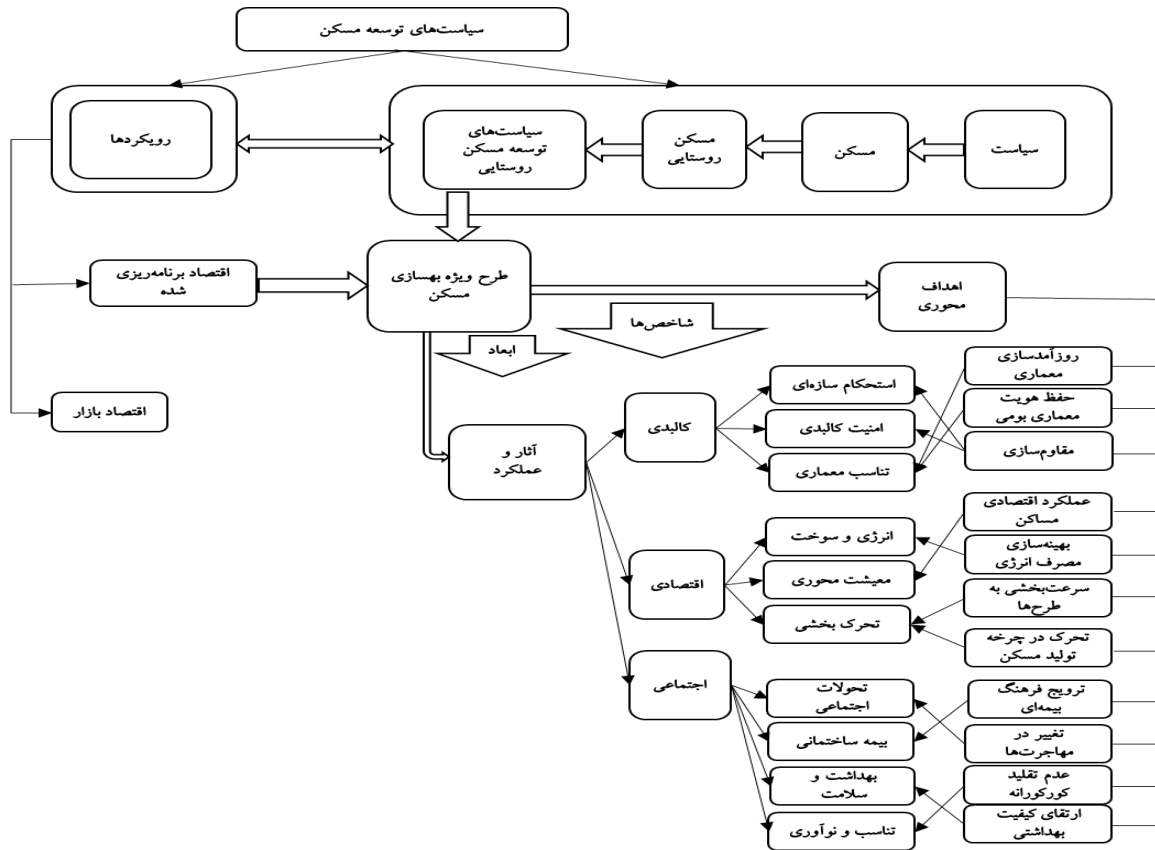 سیاست‌های توسعه مسکن
سیاست
مسکن
مسکن
روستایی
سیاست‌های
توسعه مسکن
روستایی
رویکردها
اقتصاد برنامه‌ریزی
شده
اقتصاد بازار
طرح ویژه بهسازی
مسکن
اهداف
محوری
شاخص‌ها
ابعاد
آثار و
عملکرد
کالبدی
استحکام سازه‌ای
امنیت کالبدی
تناسب معماری
روزآمدسازی
معماری
حفظ هویت
معماری بومی
مقاوم‌سازی
اقتصادی
انرژی و سوخت
معیشت محوری
تحرک بخشی
عملکرد اقتصادی
مساکن
بهینه‌سازی
مصرف انرژی
سرعت‌بخشی به
طرح‌ها
تحرک در چرخه
تولید مسکن
اجتماعی
تحولات
اجتماعی
بیمه ساختمانی
بهداشت و
سلامت
تناسب و نوآوری
ترویج فرهنگ
بیمه‌ای
تغییر در
مهاجرت‌ها
عدم تقلید
کورکورانه
ارتقای کیفیت
بهداشتی